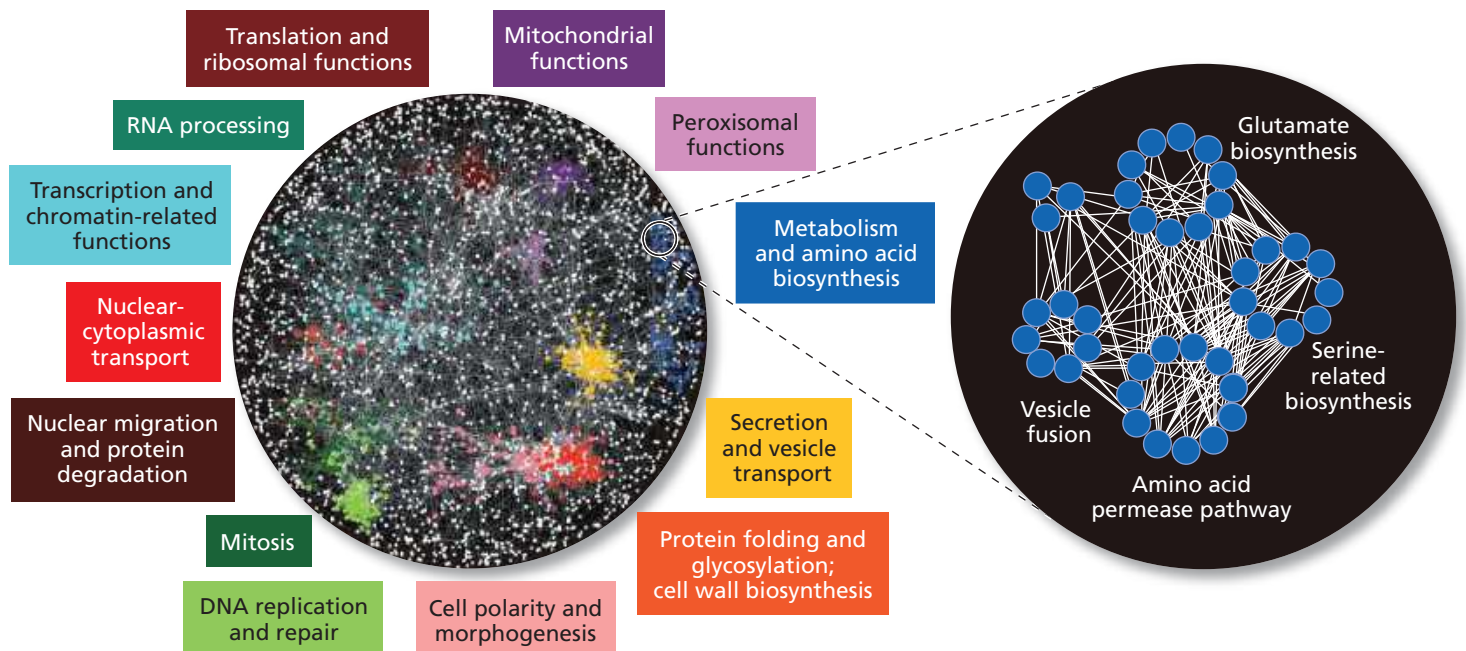 Translation and
ribosomal functions
Mitochondrial
functions
RNA processing
Peroxisomal
functions
Transcription and
chromatin-related
functions
Metabolism
and amino acid
biosynthesis
Nuclear-
cytoplasmic
transport
Nuclear migration
and protein
degradation
Secretion
and vesicle
transport
Mitosis
Protein folding and
glycosylation;
cell wall biosynthesis
DNA replication
and repair
Cell polarity and
morphogenesis
Glutamate
biosynthesis
Serine-
related
biosynthesis
Vesicle
fusion
Amino acid
permease pathway